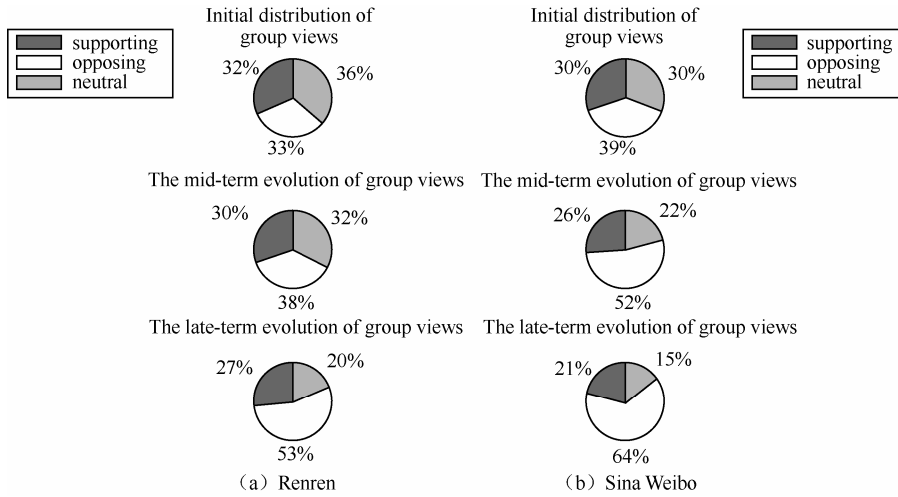 Initial distribution of
group views
supporting
opposing
neutral
32%
36%
33%
The mid-term evolution of group views
30%
32%
38%
The late-term evolution of group views
27%
20%
53%
（a）Renren
Initial distribution of
group views
supporting
opposing
neutral
30%
30%
39%
The mid-term evolution of group views
26%
22%
52%
The late-term evolution of group views
21%
15%
64%
（b）Sina Weibo